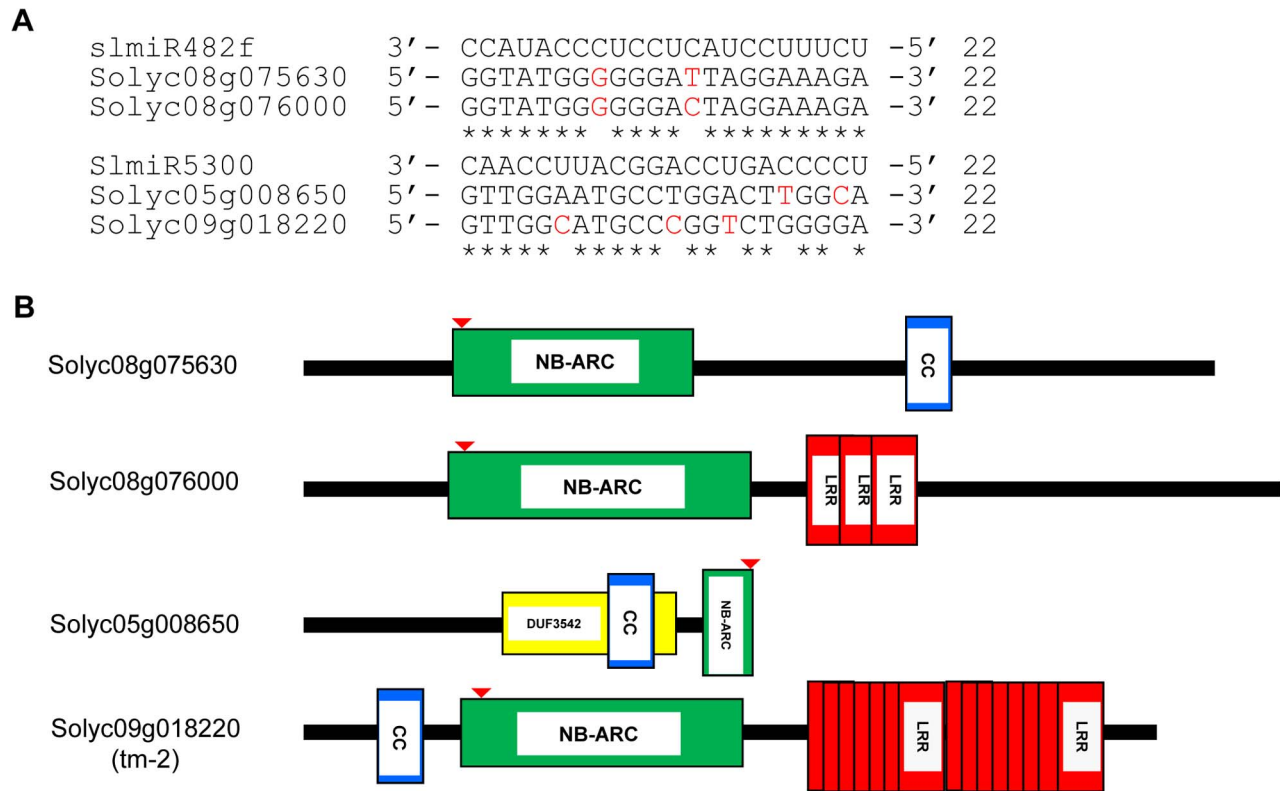 A
slmiR482f 3′- CCAUACCCUCCUCAUCCUUUCU -5′ 22
Solyc08g075630 5′- GGTATGGGGGGATTAGGAAAGA -3′ 22
Solyc08g076000 5′- GGTATGGGGGGACTAGGAAAGA -3′ 22
******* **** *********
SlmiR5300 3′- CAACCUUACGGACCUGACCCCU -5′ 22
Solyc05g008650 5′- GTTGGAATGCCTGGACTTGGCA -3′ 22
Solyc09g018220 5′- GTTGGCATGCCCGGTCTGGGGA -3′ 22
***** ***** ** ** ** *
B
Solyc08g075630 NB-ARC CC
Solyc08g076000 NB-ARC LRR LRR LRR
Solyc05g008650 DUF3542 CC NB-ARC
Solyc09g018220 CC NB-ARC LRR LRR
(tm-2)